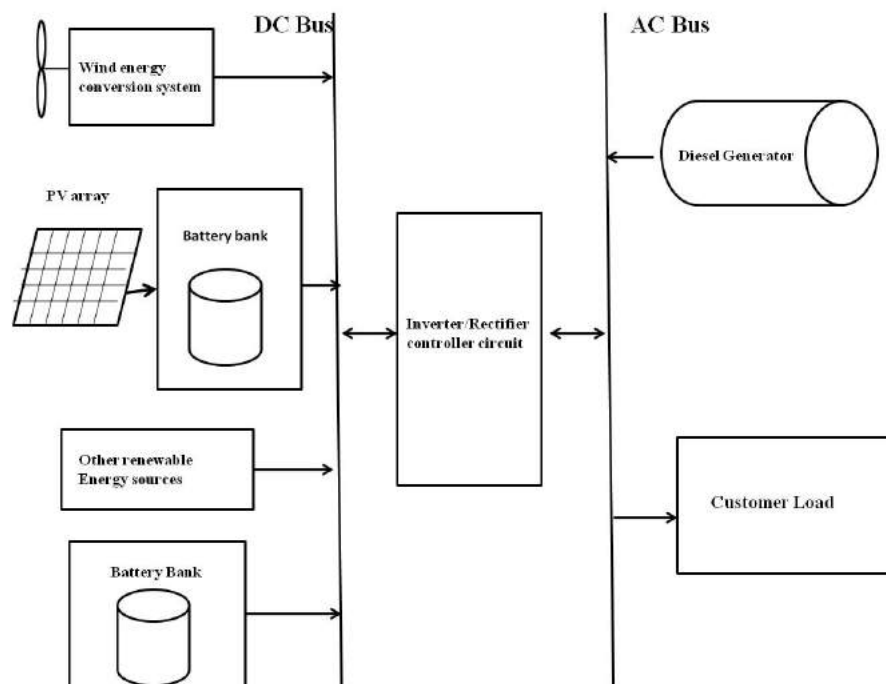 DC Bus
AC Bus
Wind energy
conversion system
Diesel Generator
PV array
Battery bank
Inverter/Rectifier
controller circuit
Other renewable
Energy sources
Customer Load
Battery Bank